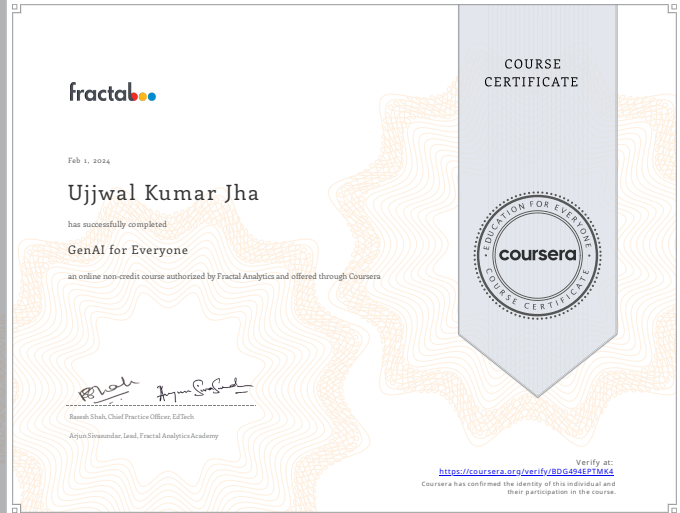 COURSE
CERTIFICATE
fractal
Feb 1, 2024
Ujjwal Kumar Jha
has successfully completed
GenAI for Everyone
an online non-credit course authorized by Fractal Analytics and offered through Coursera
EDUCATION FOR EVERYONE
coursera
COURSE CERTIFICATE
Rasesh Shah, Chief Practice Officer, EdTech
Arjun Sivasundar, Lead, Fractal Analytics Academy
Verify at:
https://coursera.org/verify/BDG494EPTMK4
Coursera has confirmed the identity of this individual and
their participation in the course.